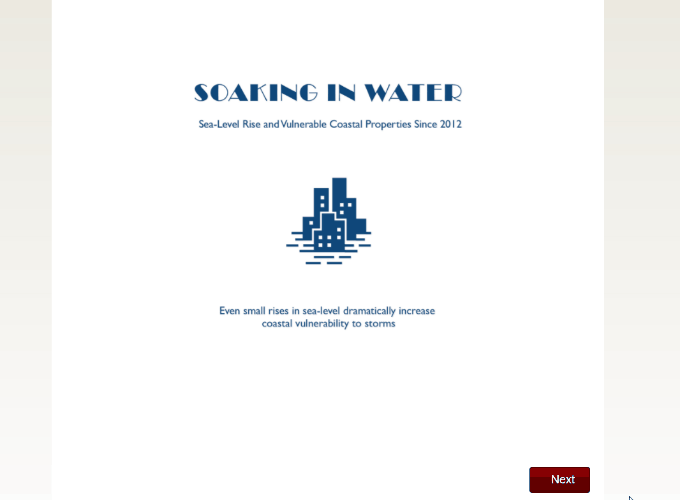 SOAKING IN WATER
Sea-Level Rise and Vulnerable Coastal Properties Since 2012
Even small rises in sea-level dramatically increase
coastal vulnerability to storms
Next